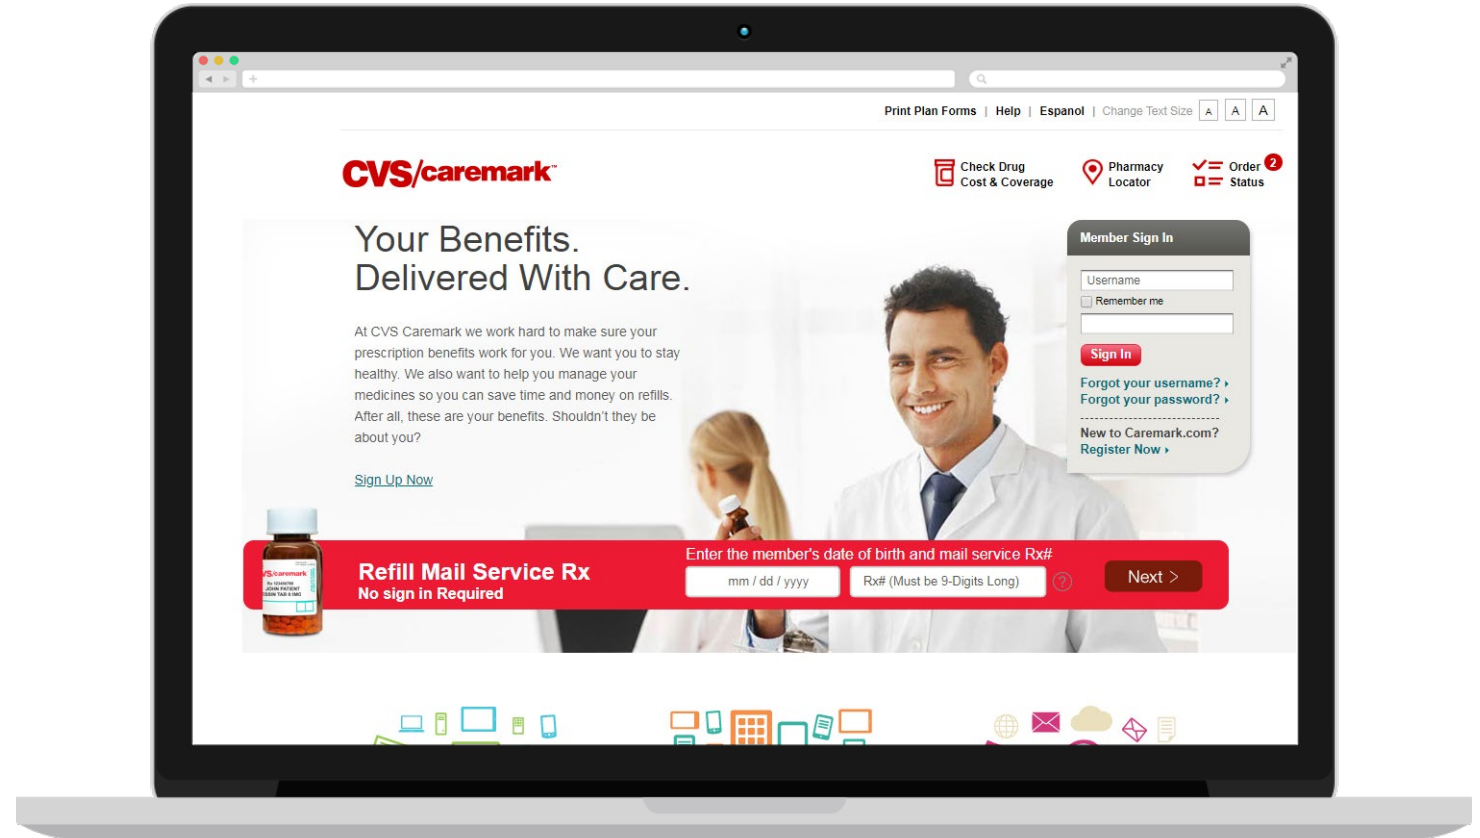 Print Plan Forms | Help | Espanol | Change Text Size A A A
CVS/caremark™
Check Drug
Cost & Coverage
Pharmacy
Locator
Order 2
Status
Your Benefits.
Delivered With Care.
At CVS Caremark we work hard to make sure your
prescription benefits work for you. We want you to stay
healthy. We also want to help you manage your
medicines so you can save time and money on refills.
After all, these are your benefits. Shouldn't they be
about you?
Sign Up Now
Member Sign In
Username
Remember me
Sign In
Forgot your username? ›
Forgot your password? ›
New to Caremark.com?
Register Now ›
VS/caremark
JOHN PATIENT
Refill Mail Service Rx
No sign in Required
Enter the member's date of birth and mail service Rx#
mm / dd / yyyy
Rx# (Must be 9-Digits Long)
?
Next >